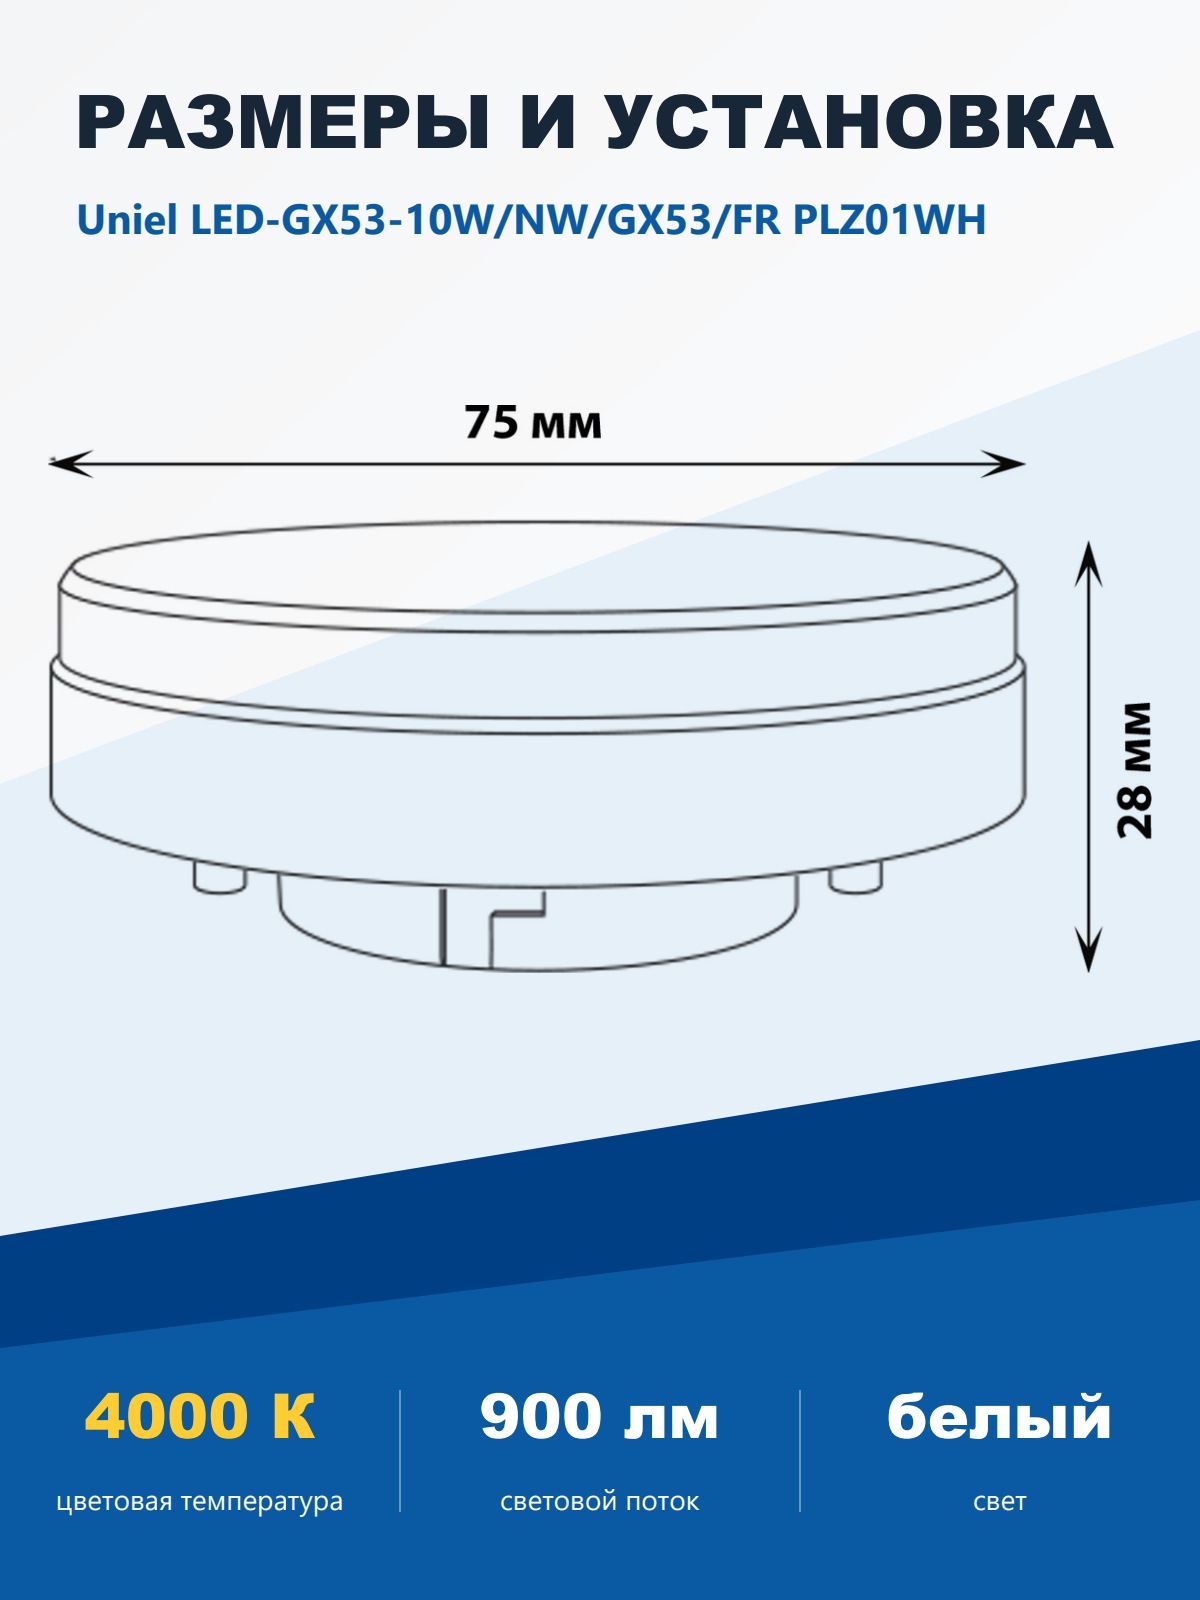 РАЗМЕРЫ И УСТАНОВКА
Uniel LED-GX53-10W/NW/GX53/FR PLZ01WH
75 мм
28 мм
4000 К
900 лм
белый
цветовая температура
световой поток
свет